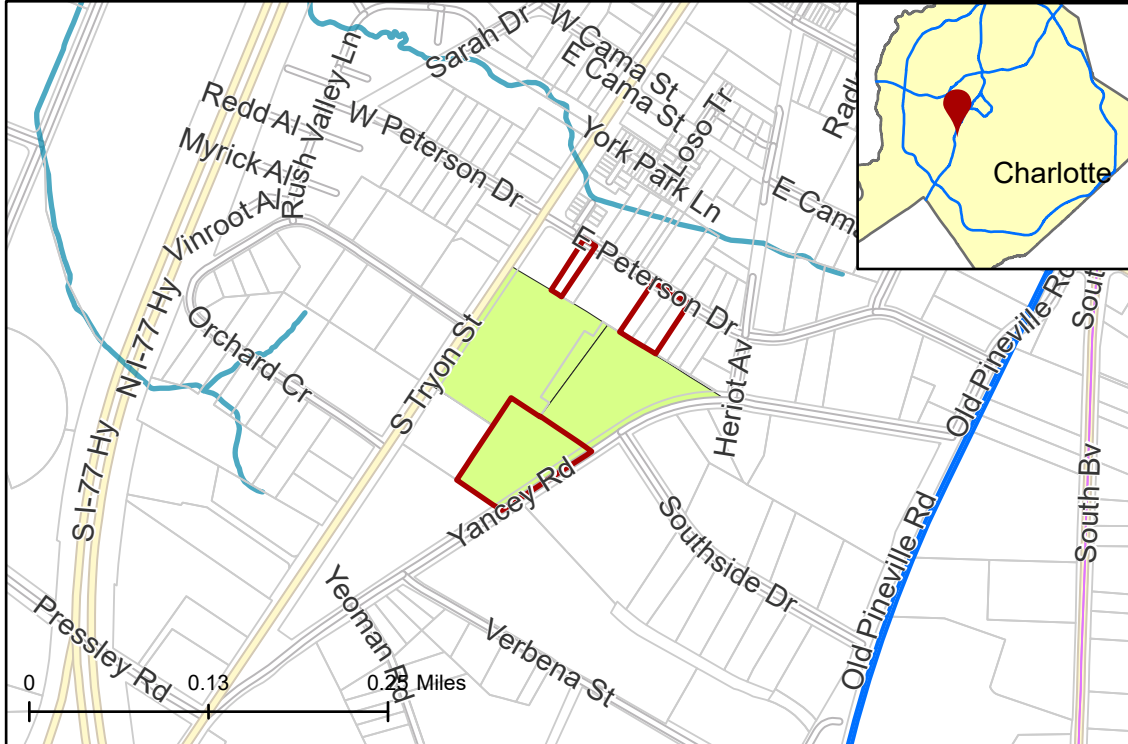 Sarah Dr
W Cama St
E Cama St
Loso Tr
Radl
Redd Al
Rush Valley Ln
W Peterson Dr
York Park Ln
Myrick Al
E Cama
Charlotte
Vinroot Al
E Peterson Dr
N I-77 Hy
Orchard Cr
S Tryon St
Heriot Av
Old Pineville Rd
Sout
S I-77 Hy
Yancey Rd
Southside Dr
South Bv
Old Pineville Rd
Pressley Rd
Yeoman Rd
Verbena St
0 0.13 0.25 Miles